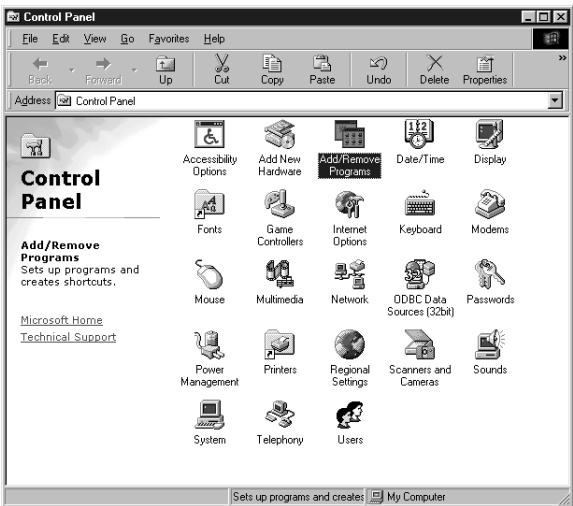 Control Panel
File Edit View Go Favorites Help
Back Forward Up Cut Copy Paste Undo Delete Properties »
Address Control Panel
Control
Panel
Add/Remove
Programs
Sets up programs and
creates shortcuts.
Microsoft Home
Technical Support
Accessibility
Options
Add New
Hardware
Add/Remove
Programs
Date/Time
Display
Fonts
Game
Controllers
Internet
Options
Keyboard
Modems
Mouse
Multimedia
Network
ODBC Data
Sources (32bit)
Passwords
Power
Management
Printers
Regional
Settings
Scanners and
Cameras
Sounds
System
Telephony
Users
Sets up programs and creates My Computer